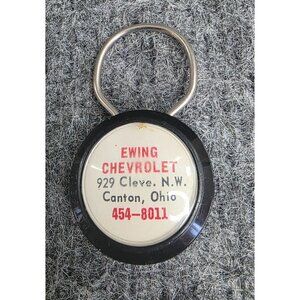 EWING
CHEVROLET
929 Cleve. N.W.
Canton, Ohio
454-8011